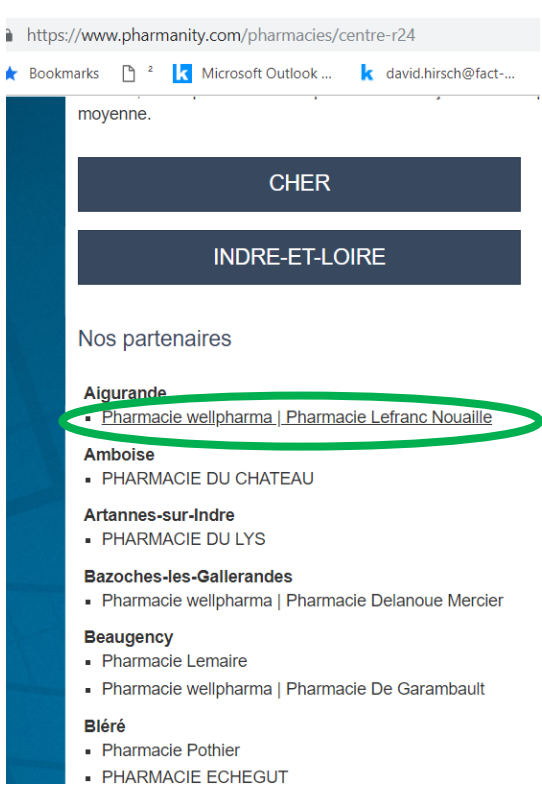 https://www.pharmanity.com/pharmacies/centre-r24
Bookmarks ² Microsoft Outlook ... david.hirsch@fact-...
moyenne.
CHER
INDRE-ET-LOIRE
Nos partenaires
Aigurande
▪ Pharmacie wellpharma | Pharmacie Lefranc Nouaille
Amboise
▪ PHARMACIE DU CHATEAU
Artannes-sur-Indre
▪ PHARMACIE DU LYS
Bazoches-les-Gallerandes
▪ Pharmacie wellpharma | Pharmacie Delanoue Mercier
Beaugency
▪ Pharmacie Lemaire
▪ Pharmacie wellpharma | Pharmacie De Garambault
Bléré
▪ Pharmacie Pothier
▪ PHARMACIE ECHEGUT